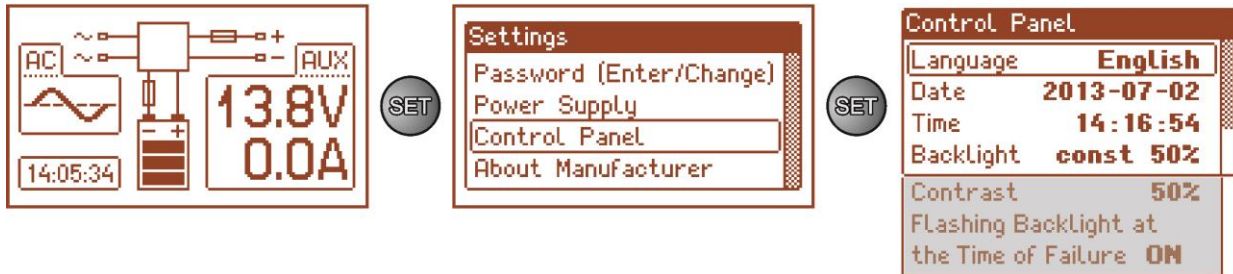 AC
AUX
13.8V
0.0A
14:05:34
SET
Settings
Password (Enter/Change)
Power Supply
Control Panel
About Manufacturer
SET
Control Panel
Language English
Date 2013-07-02
Time 14:16:54
Backlight const 50%
Contrast 50%
Flashing Backlight at
the Time of Failure ON